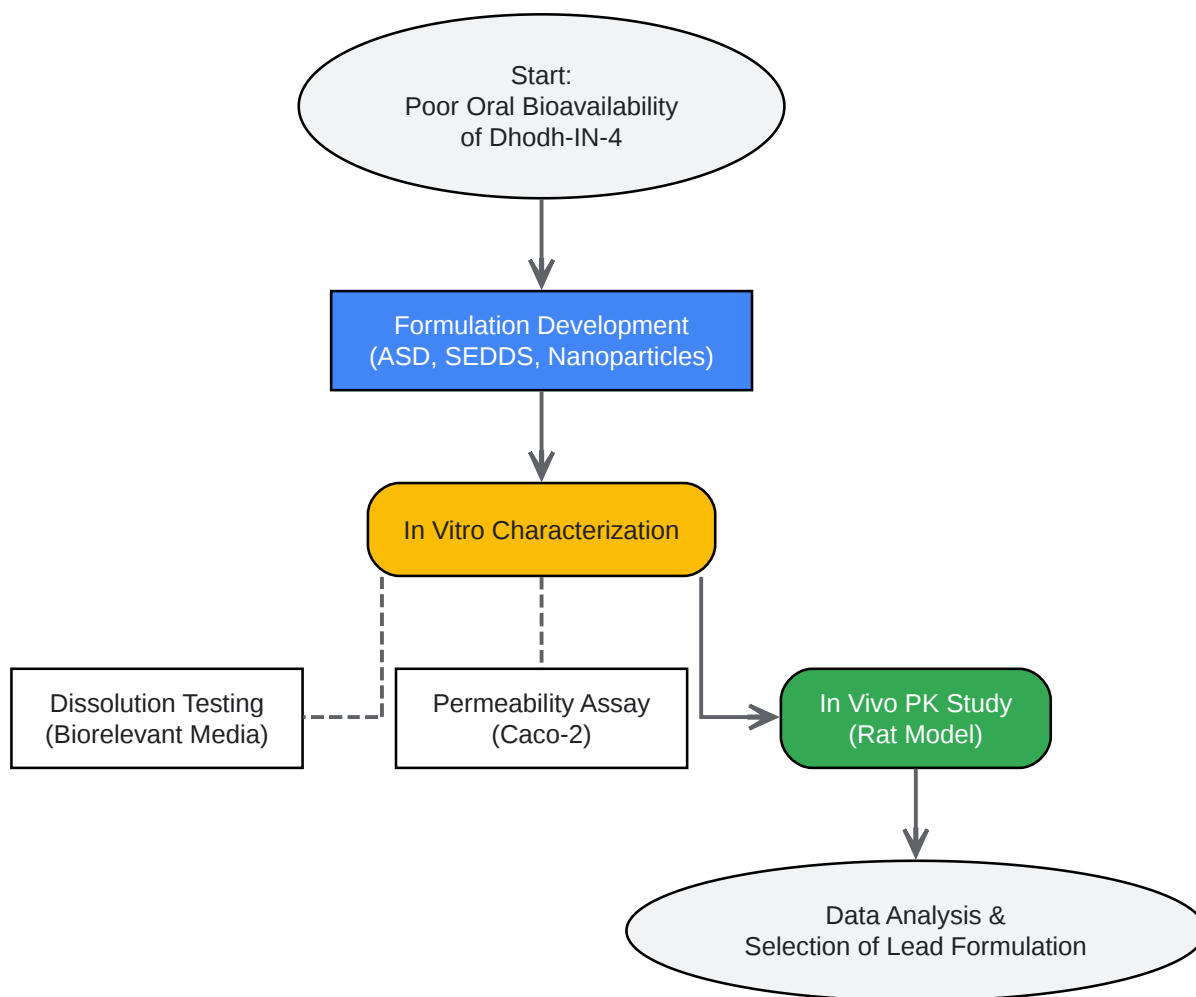 Start:
Poor Oral Bioavailability
of Dhodh-IN-4
Formulation Development
(ASD, SEDDS, Nanoparticles)
In Vitro Characterization
Dissolution Testing
(Biorelevant Media)
Permeability Assay
(Caco-2)
In Vivo PK Study
(Rat Model)
Data Analysis &
Selection of Lead Formulation